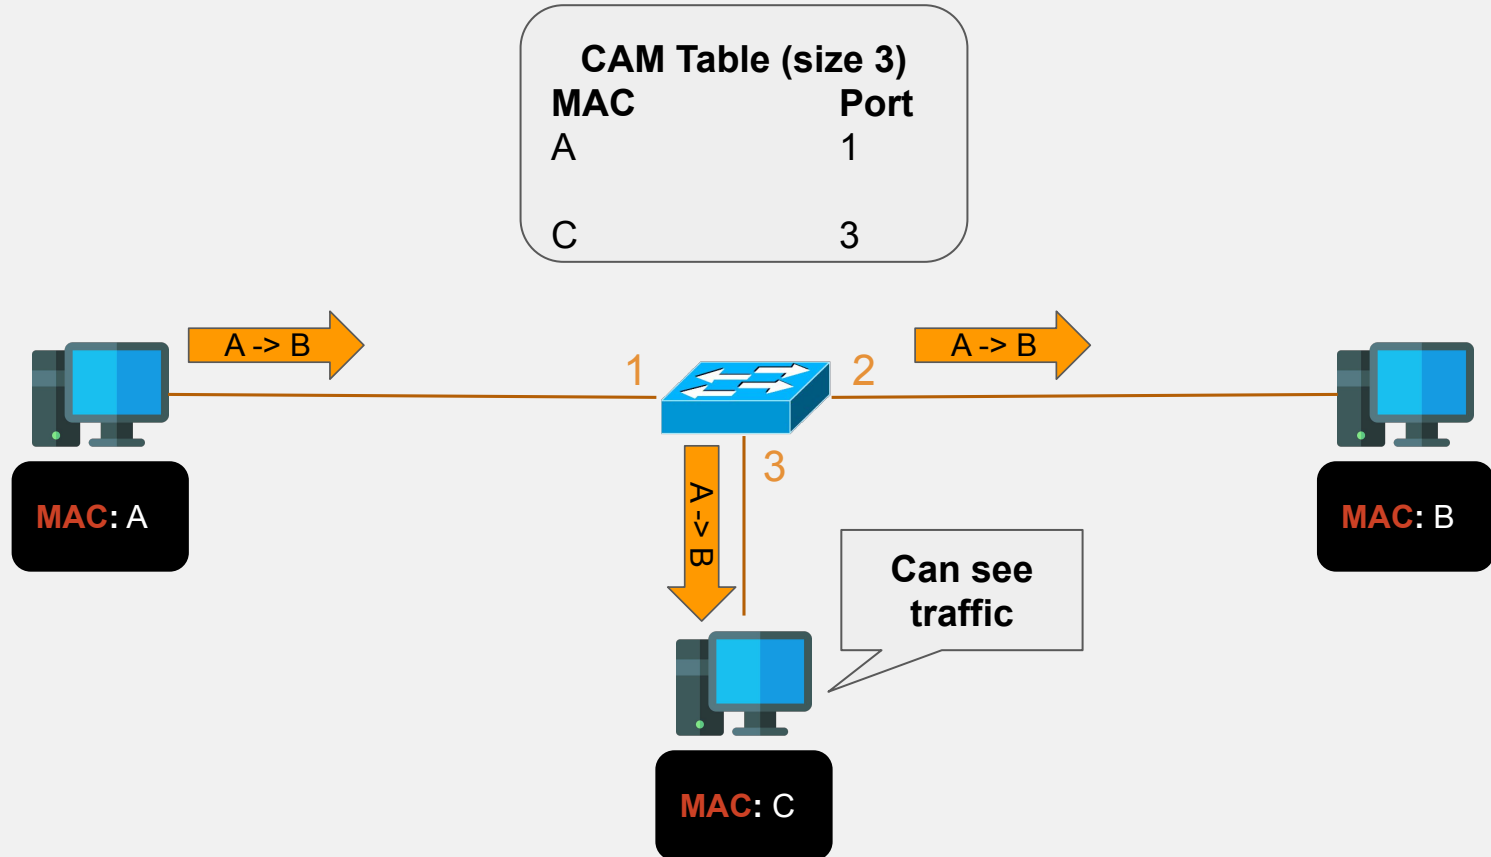 CAM Table (size 3)
MAC Port
A 1
C 3
A -> B
A -> B
1
2
3
A -> B
MAC: A
MAC: B
Can see
traffic
MAC: C